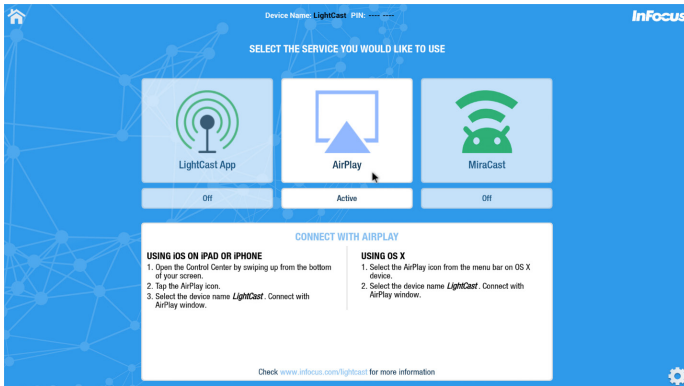 Device Name: LightCast PIN: ---- ----
InFocus
SELECT THE SERVICE YOU WOULD LIKE TO USE
LightCast App
AirPlay
MiraCast
Off
Active
Off
CONNECT WITH AIRPLAY
USING iOS ON iPAD OR iPHONE
1. Open the Control Center by swiping up from the bottom
of your screen.
2. Tap the AirPlay icon.
3. Select the device name LightCast . Connect with
AirPlay window.
USING OS X
1. Select the AirPlay icon from the menu bar on OS X
device.
2. Select the device name LightCast . Connect with
AirPlay window.
Check www.infocus.com/lightcast for more information